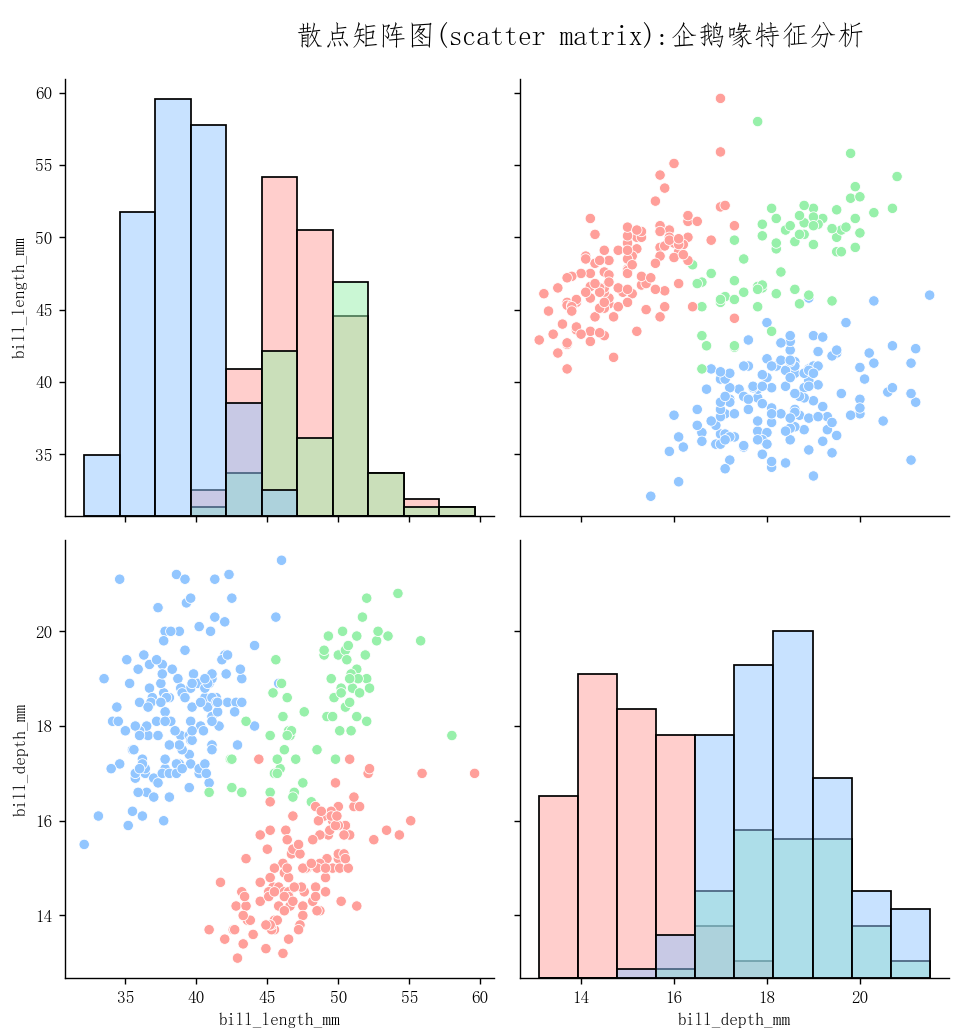 散点矩阵图(scatter matrix):企鹅喙特征分析
60
55
50
45
40
35
bill_length_mm
20
18
16
14
bill_depth_mm
35 40 45 50 55 60
bill_length_mm
14 16 18 20
bill_depth_mm